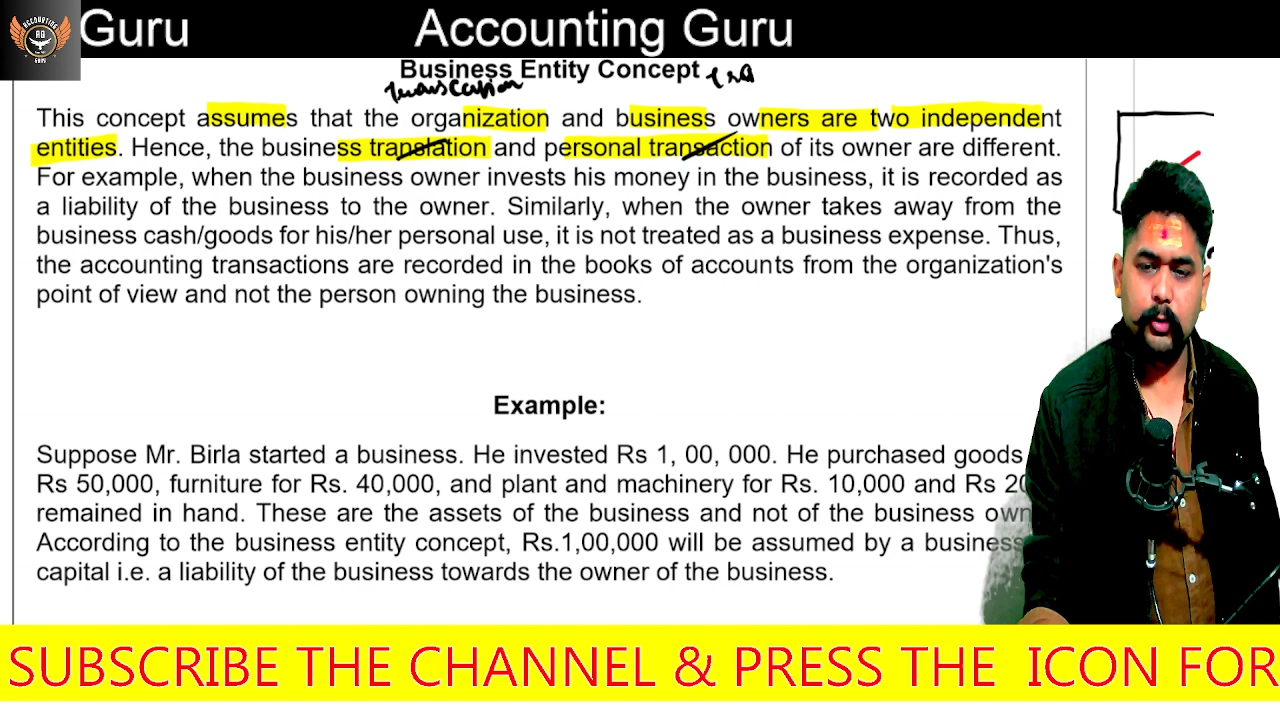 Guru Accounting Guru
Business Entity Concept
This concept assumes that the organization and business owners are two independent
entities. Hence, the business translation and personal transaction of its owner are different.
For example, when the business owner invests his money in the business, it is recorded as
a liability of the business to the owner. Similarly, when the owner takes away from the
business cash/goods for his/her personal use, it is not treated as a business expense. Thus,
the accounting transactions are recorded in the books of accounts from the organization's
point of view and not the person owning the business.
Example:
Suppose Mr. Birla started a business. He invested Rs 1, 00, 000. He purchased goods
Rs 50,000, furniture for Rs. 40,000, and plant and machinery for Rs. 10,000 and Rs 20
remained in hand. These are the assets of the business and not of the business own
According to the business entity concept, Rs.1,00,000 will be assumed by a business
capital i.e. a liability of the business towards the owner of the business.
SUBSCRIBE THE CHANNEL & PRESS THE ICON FOR